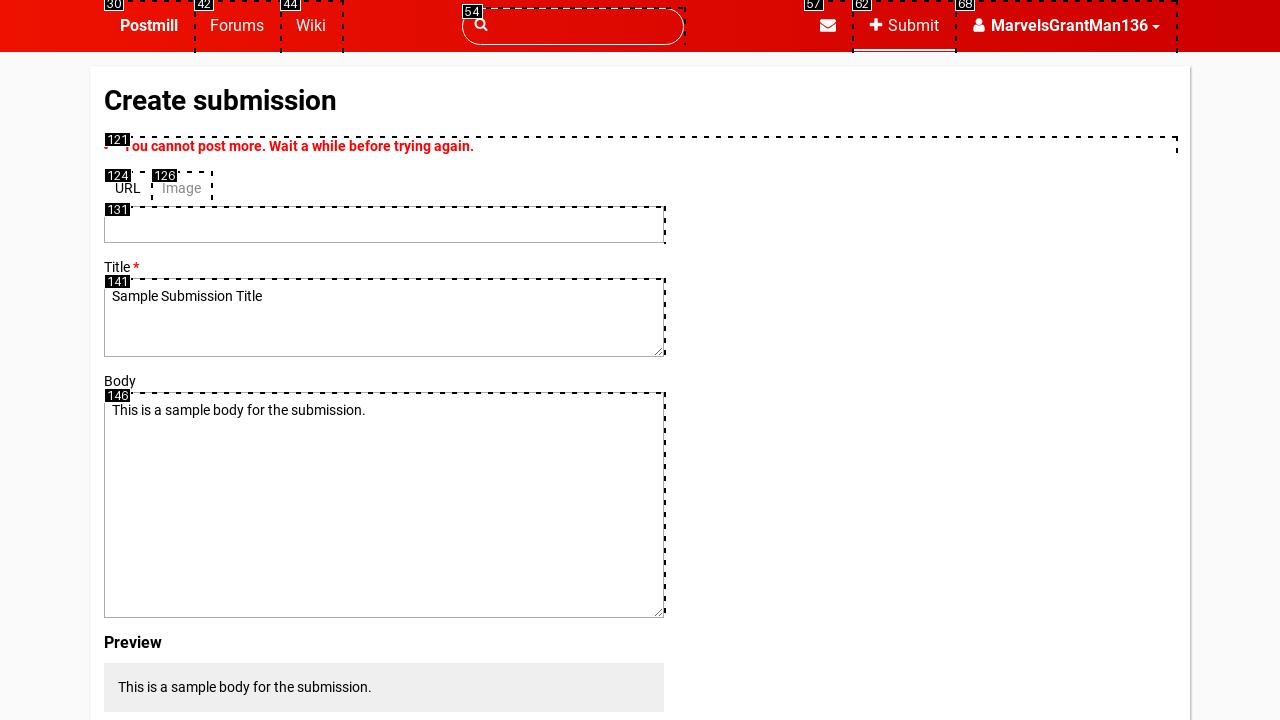 30 42 44 54 57 62 68
Postmill Forums Wiki Submit MarvelsGrantMan136
Create submission
121
You cannot post more. Wait a while before trying again.
124 126
URL Image
131
Title *
141
Sample Submission Title
Body
146
This is a sample body for the submission.
Preview
This is a sample body for the submission.